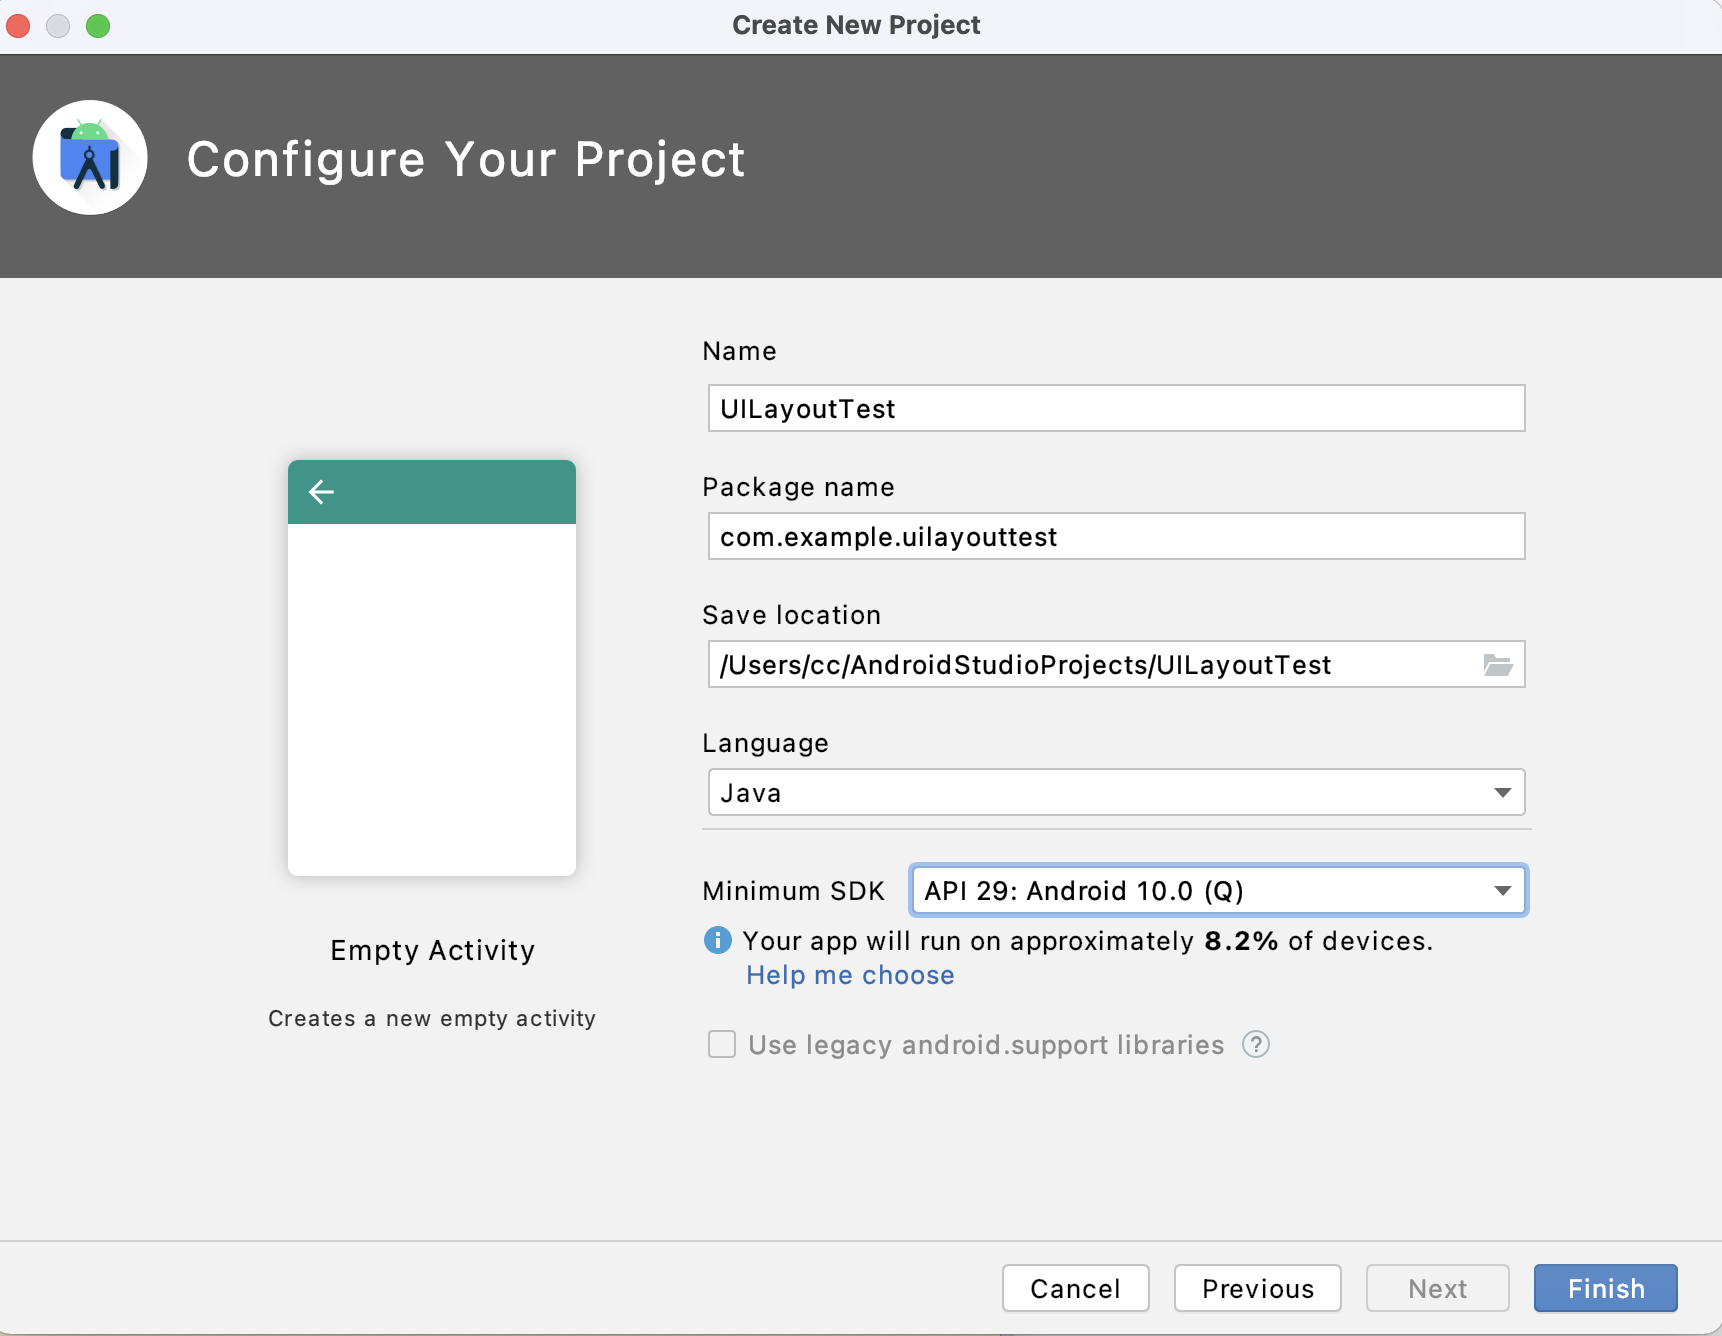 Create New Project
Configure Your Project
Name
UILayoutTest
Package name
com.example.uilayouttest
Save location
/Users/cc/AndroidStudioProjects/UILayoutTest
Language
Java
Minimum SDK API 29: Android 10.0 (Q)
Your app will run on approximately 8.2% of devices.
Help me choose
Use legacy android.support libraries ?
Empty Activity
Creates a new empty activity
Cancel Previous Next Finish